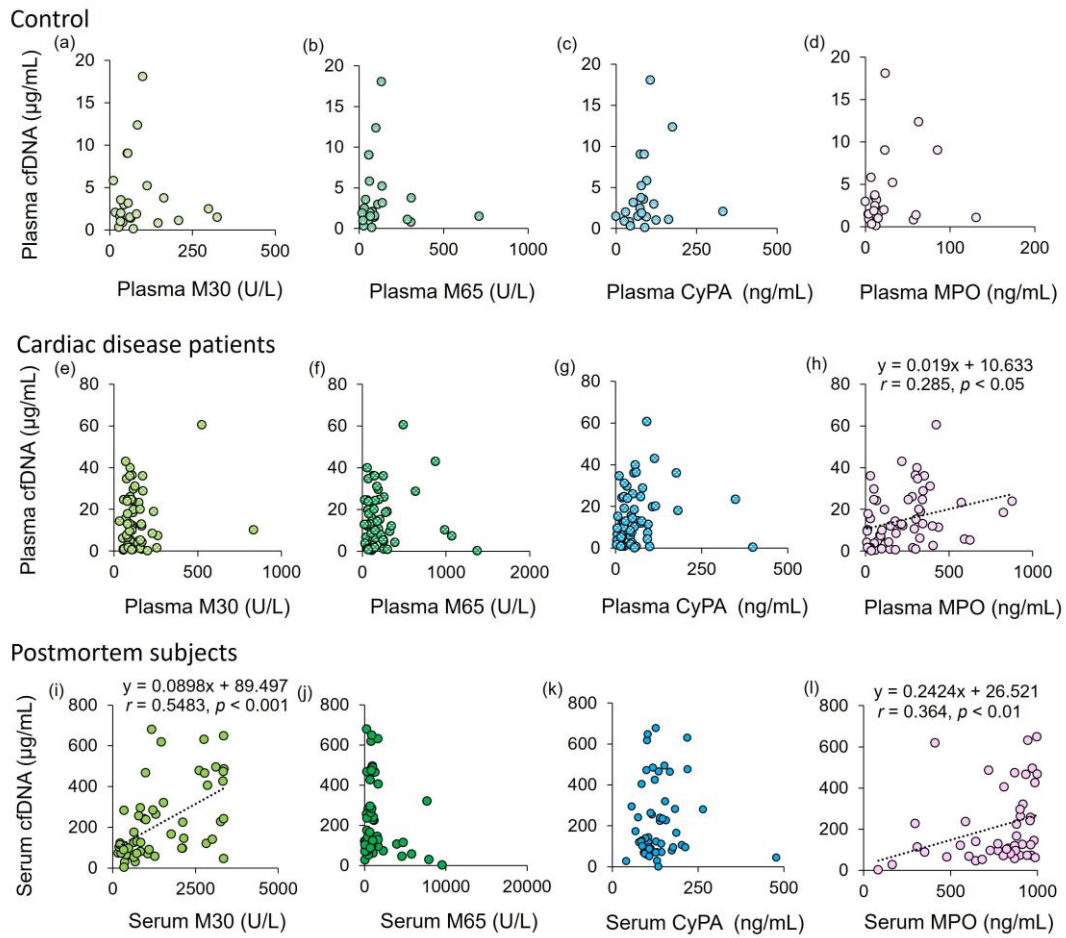 Control
(a) (b) (c) (d)
Plasma cfDNA (µg/mL)
20 20 20 20
15 15 15 15
10 10 10 10
5 5 5 5
0 0 0 0
0 250 500 0 500 1000 0 250 500 0 100 200
Plasma M30 (U/L) Plasma M65 (U/L) Plasma CyPA (ng/mL) Plasma MPO (ng/mL)
Cardiac disease patients
(e) (f) (g) (h)
y = 0.019x + 10.633
r = 0.285, p < 0.05
Plasma cfDNA (µg/mL)
80 80 80 80
60 60 60 60
40 40 40 40
20 20 20 20
0 0 0 0
0 500 1000 0 1000 2000 0 250 500 0 500 1000
Plasma M30 (U/L) Plasma M65 (U/L) Plasma CyPA (ng/mL) Plasma MPO (ng/mL)
Postmortem subjects
(i) (j) (k) (l)
y = 0.0898x + 89.497 y = 0.2424x + 26.521
r = 0.5483, p < 0.001 r = 0.364, p < 0.01
Serum cfDNA (µg/mL)
800 800 800 800
600 600 600 600
400 400 400 400
200 200 200 200
0 0 0 0
0 2500 5000 0 10000 20000 0 250 500 0 500 1000
Serum M30 (U/L) Serum M65 (U/L) Serum CyPA (ng/mL) Serum MPO (ng/mL)